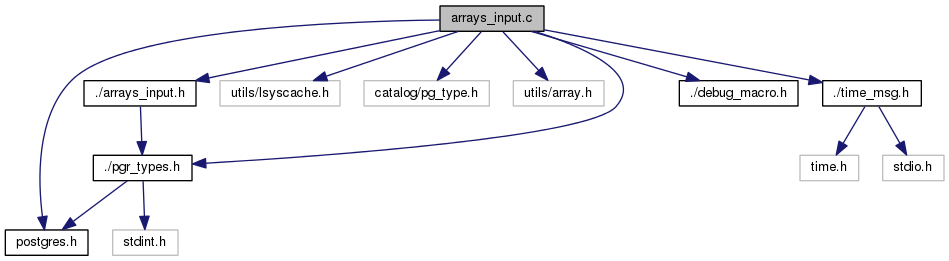 arrays_input.c
./arrays_input.h
utils/lsyscache.h
catalog/pg_type.h
utils/array.h
./debug_macro.h
./time_msg.h
./pgr_types.h
time.h
stdio.h
postgres.h
stdint.h